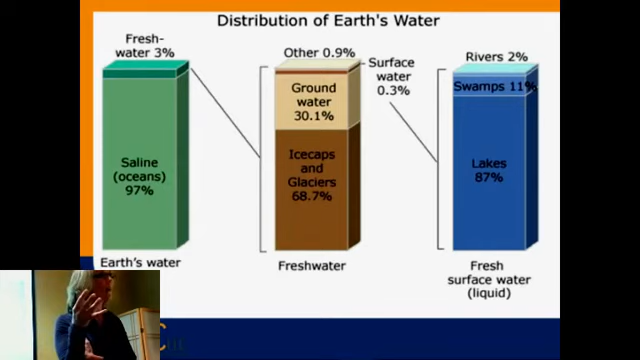 Distribution of Earth's Water
Fresh-
water 3%
Saline
(oceans)
97%
Earth's water
Other 0.9%
Surface
water
0.3%
Ground
water
30.1%
Icecaps
and
Glaciers
68.7%
Freshwater
Rivers 2%
Swamps 11%
Lakes
87%
Fresh
surface water
(liquid)